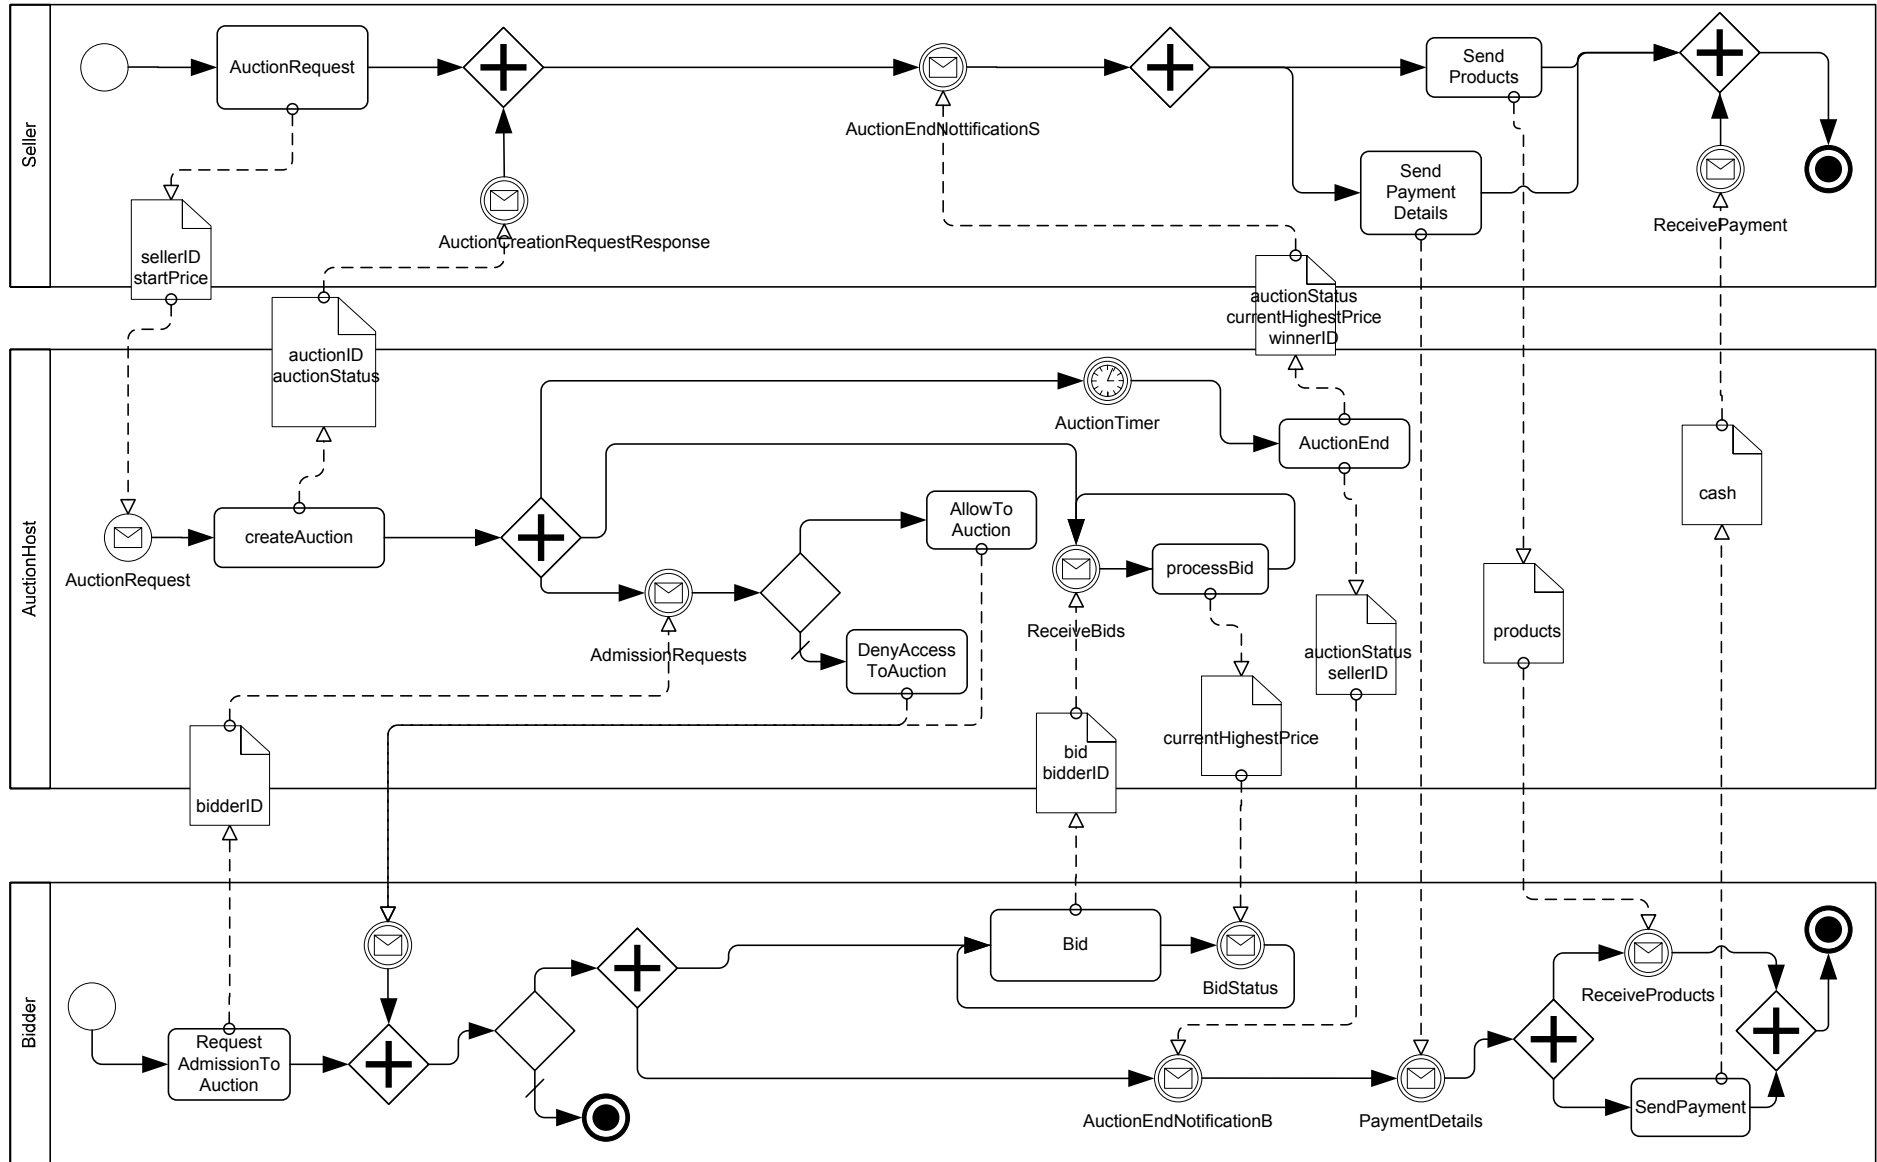 Seller
AuctionRequest
AuctionEndNottificationS
Send
Products
Send
Payment
Details
ReceivePayment
AuctionCreationRequestResponse
sellerID
startPrice
auctionID
auctionStatus
auctionStatus
currentHighestPrice
winnerID
AuctionHost
AuctionTimer
AuctionEnd
cash
AuctionRequest
createAuction
AllowTo
Auction
processBid
AdmissionRequests
DenyAccess
ToAuction
ReceiveBids
auctionStatus
sellerID
products
currentHighestPrice
bid
bidderID
bidderID
Bidder
Request
AdmissionTo
Auction
Bid
BidStatus
AuctionEndNotificationB
PaymentDetails
ReceiveProducts
SendPayment